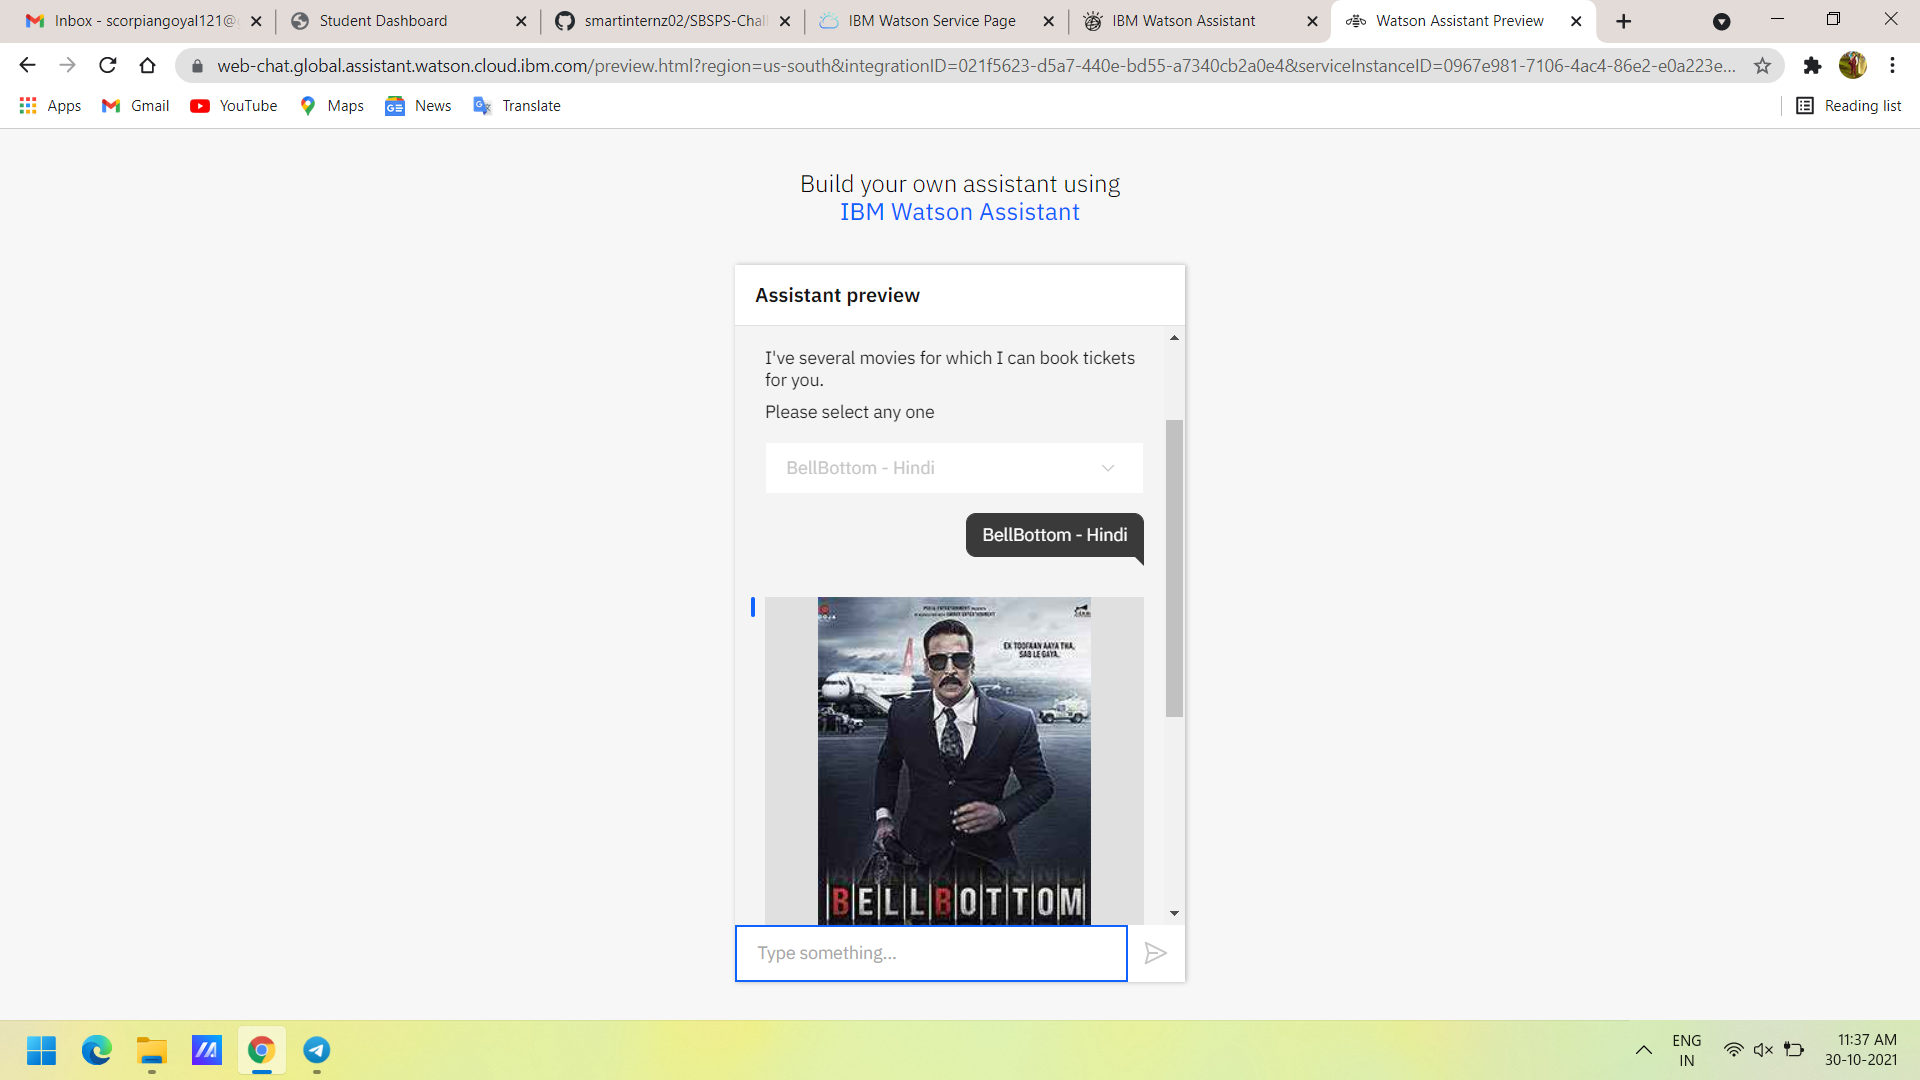 Inbox - scorpiangoyal121@
Student Dashboard
smartinternz02/SBSPS-Chal
IBM Watson Service Page
IBM Watson Assistant
Watson Assistant Preview
web-chat.global.assistant.watson.cloud.ibm.com/preview.html?region=us-south&integrationID=021f5623-d5a7-440e-bd55-a7340cb2a0e4&serviceInstanceID=0967e981-7106-4ac4-86e2-e0a223e...
Apps
Gmail
YouTube
Maps
News
Translate
Reading list
Build your own assistant using
IBM Watson Assistant
Assistant preview
I've several movies for which I can book tickets
for you.
Please select any one
BellBottom - Hindi
BellBottom - Hindi
EK TOOFAAN AAYA THA,
SAB LE GAYA.
BELLBOTTOM
Type something...
ENG
IN
11:37 AM
30-10-2021